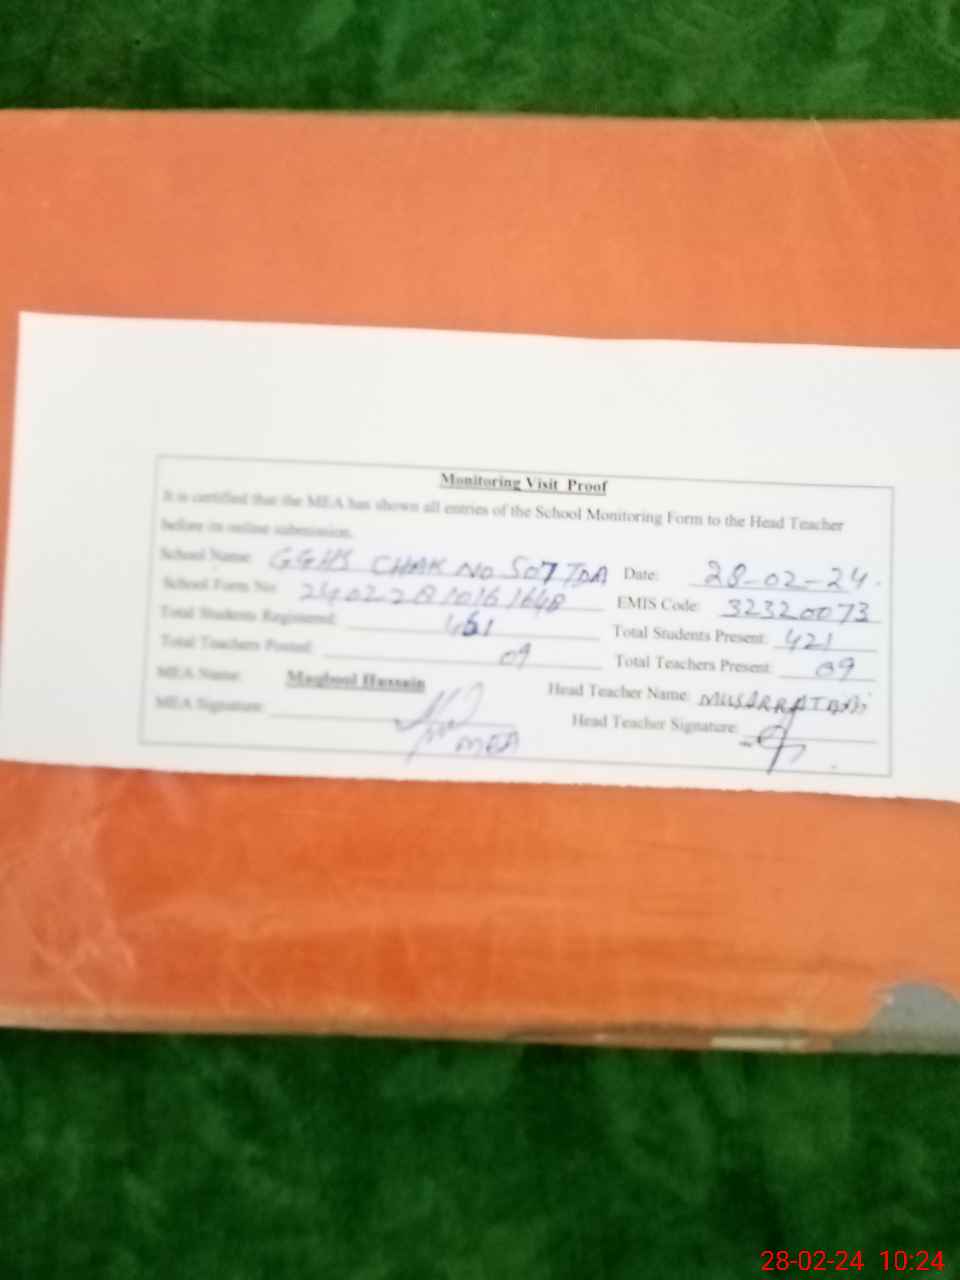 Monitoring Visit Proof
It is certified that the MEA has shown all entries of the School Monitoring Form to the Head Teacher
before its online submission.
School Name: GGHS CHAK NO 507 TDA Date: 28-02-24.
School Form No: EMIS Code: 32320073
Total Students Registered: Total Students Present: 421
Total Teachers Posted: 09 Total Teachers Present: 09
MEA Name: Maqbool Hussain Head Teacher Name: MUSARRAT
MEA Signature: MEA Head Teacher Signature:
28-02-24 10:24